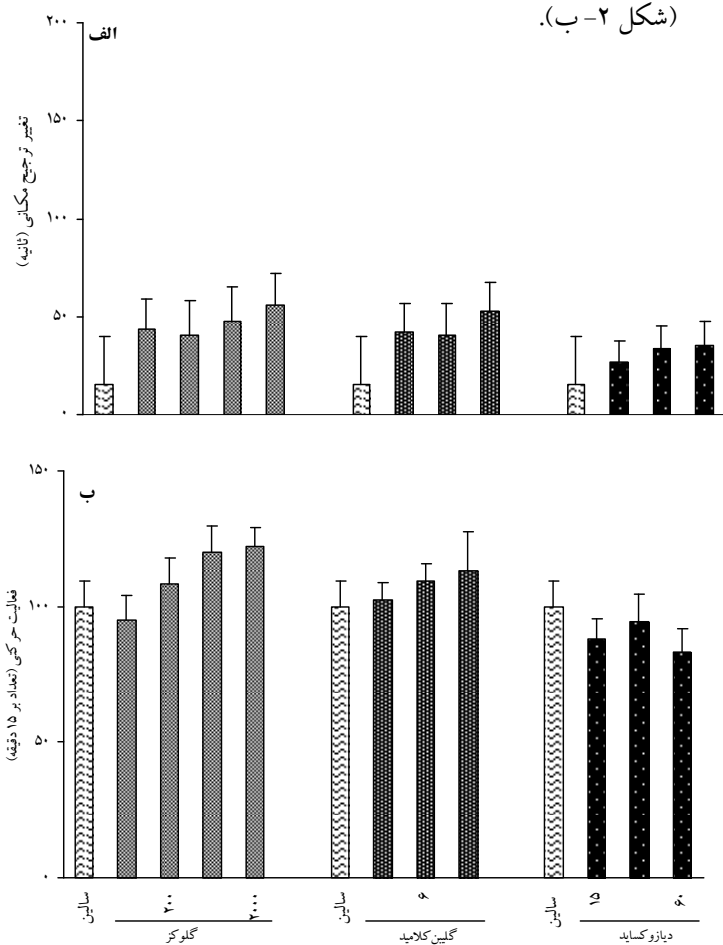 (شکل ۲- ب).
الف
تغییر ترجیح مکانی (ثانیه)
۲۰۰
۱۵۰
۱۰۰
۵۰
۰
ب
فعالیت حرکتی (تعداد بر ۱۵ دقیقه)
۱۵۰
۱۰۰
۵۰
۰
سالین ۲۰۰ ۲۰۰۰ سالین ۶ سالین ۱۵ ۶۰
گلوکز گلیبن کلامید دیازوکساید